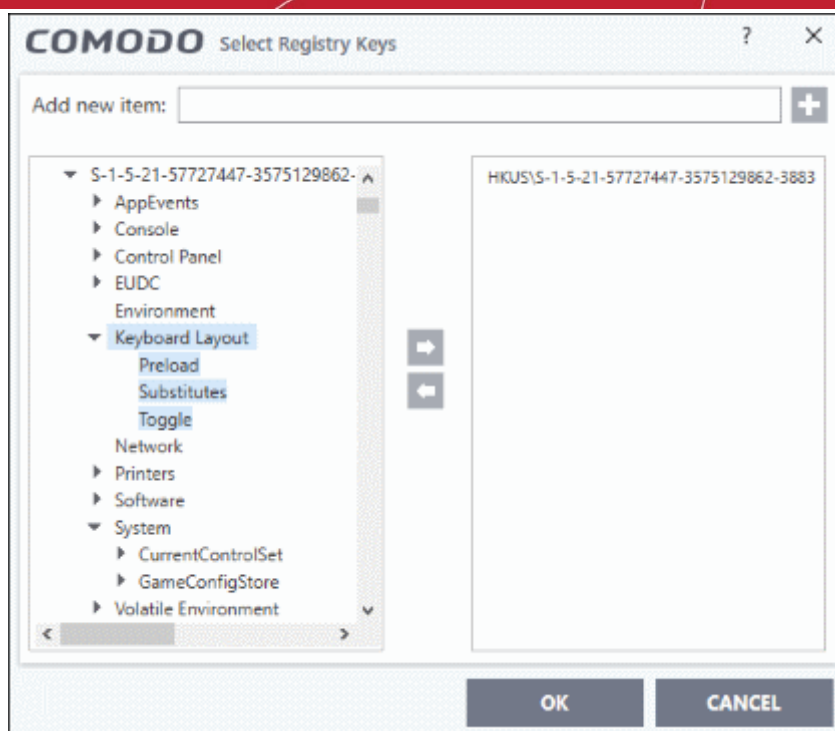 COMODO Select Registry Keys
? ×
Add new item:
S-1-5-21-57727447-3575129862-
AppEvents
Console
Control Panel
EUDC
Environment
Keyboard Layout
Preload
Substitutes
Toggle
Network
Printers
Software
System
CurrentControlSet
GameConfigStore
Volatile Environment
HKUS\S-1-5-21-57727447-3575129862-3883
OK
CANCEL